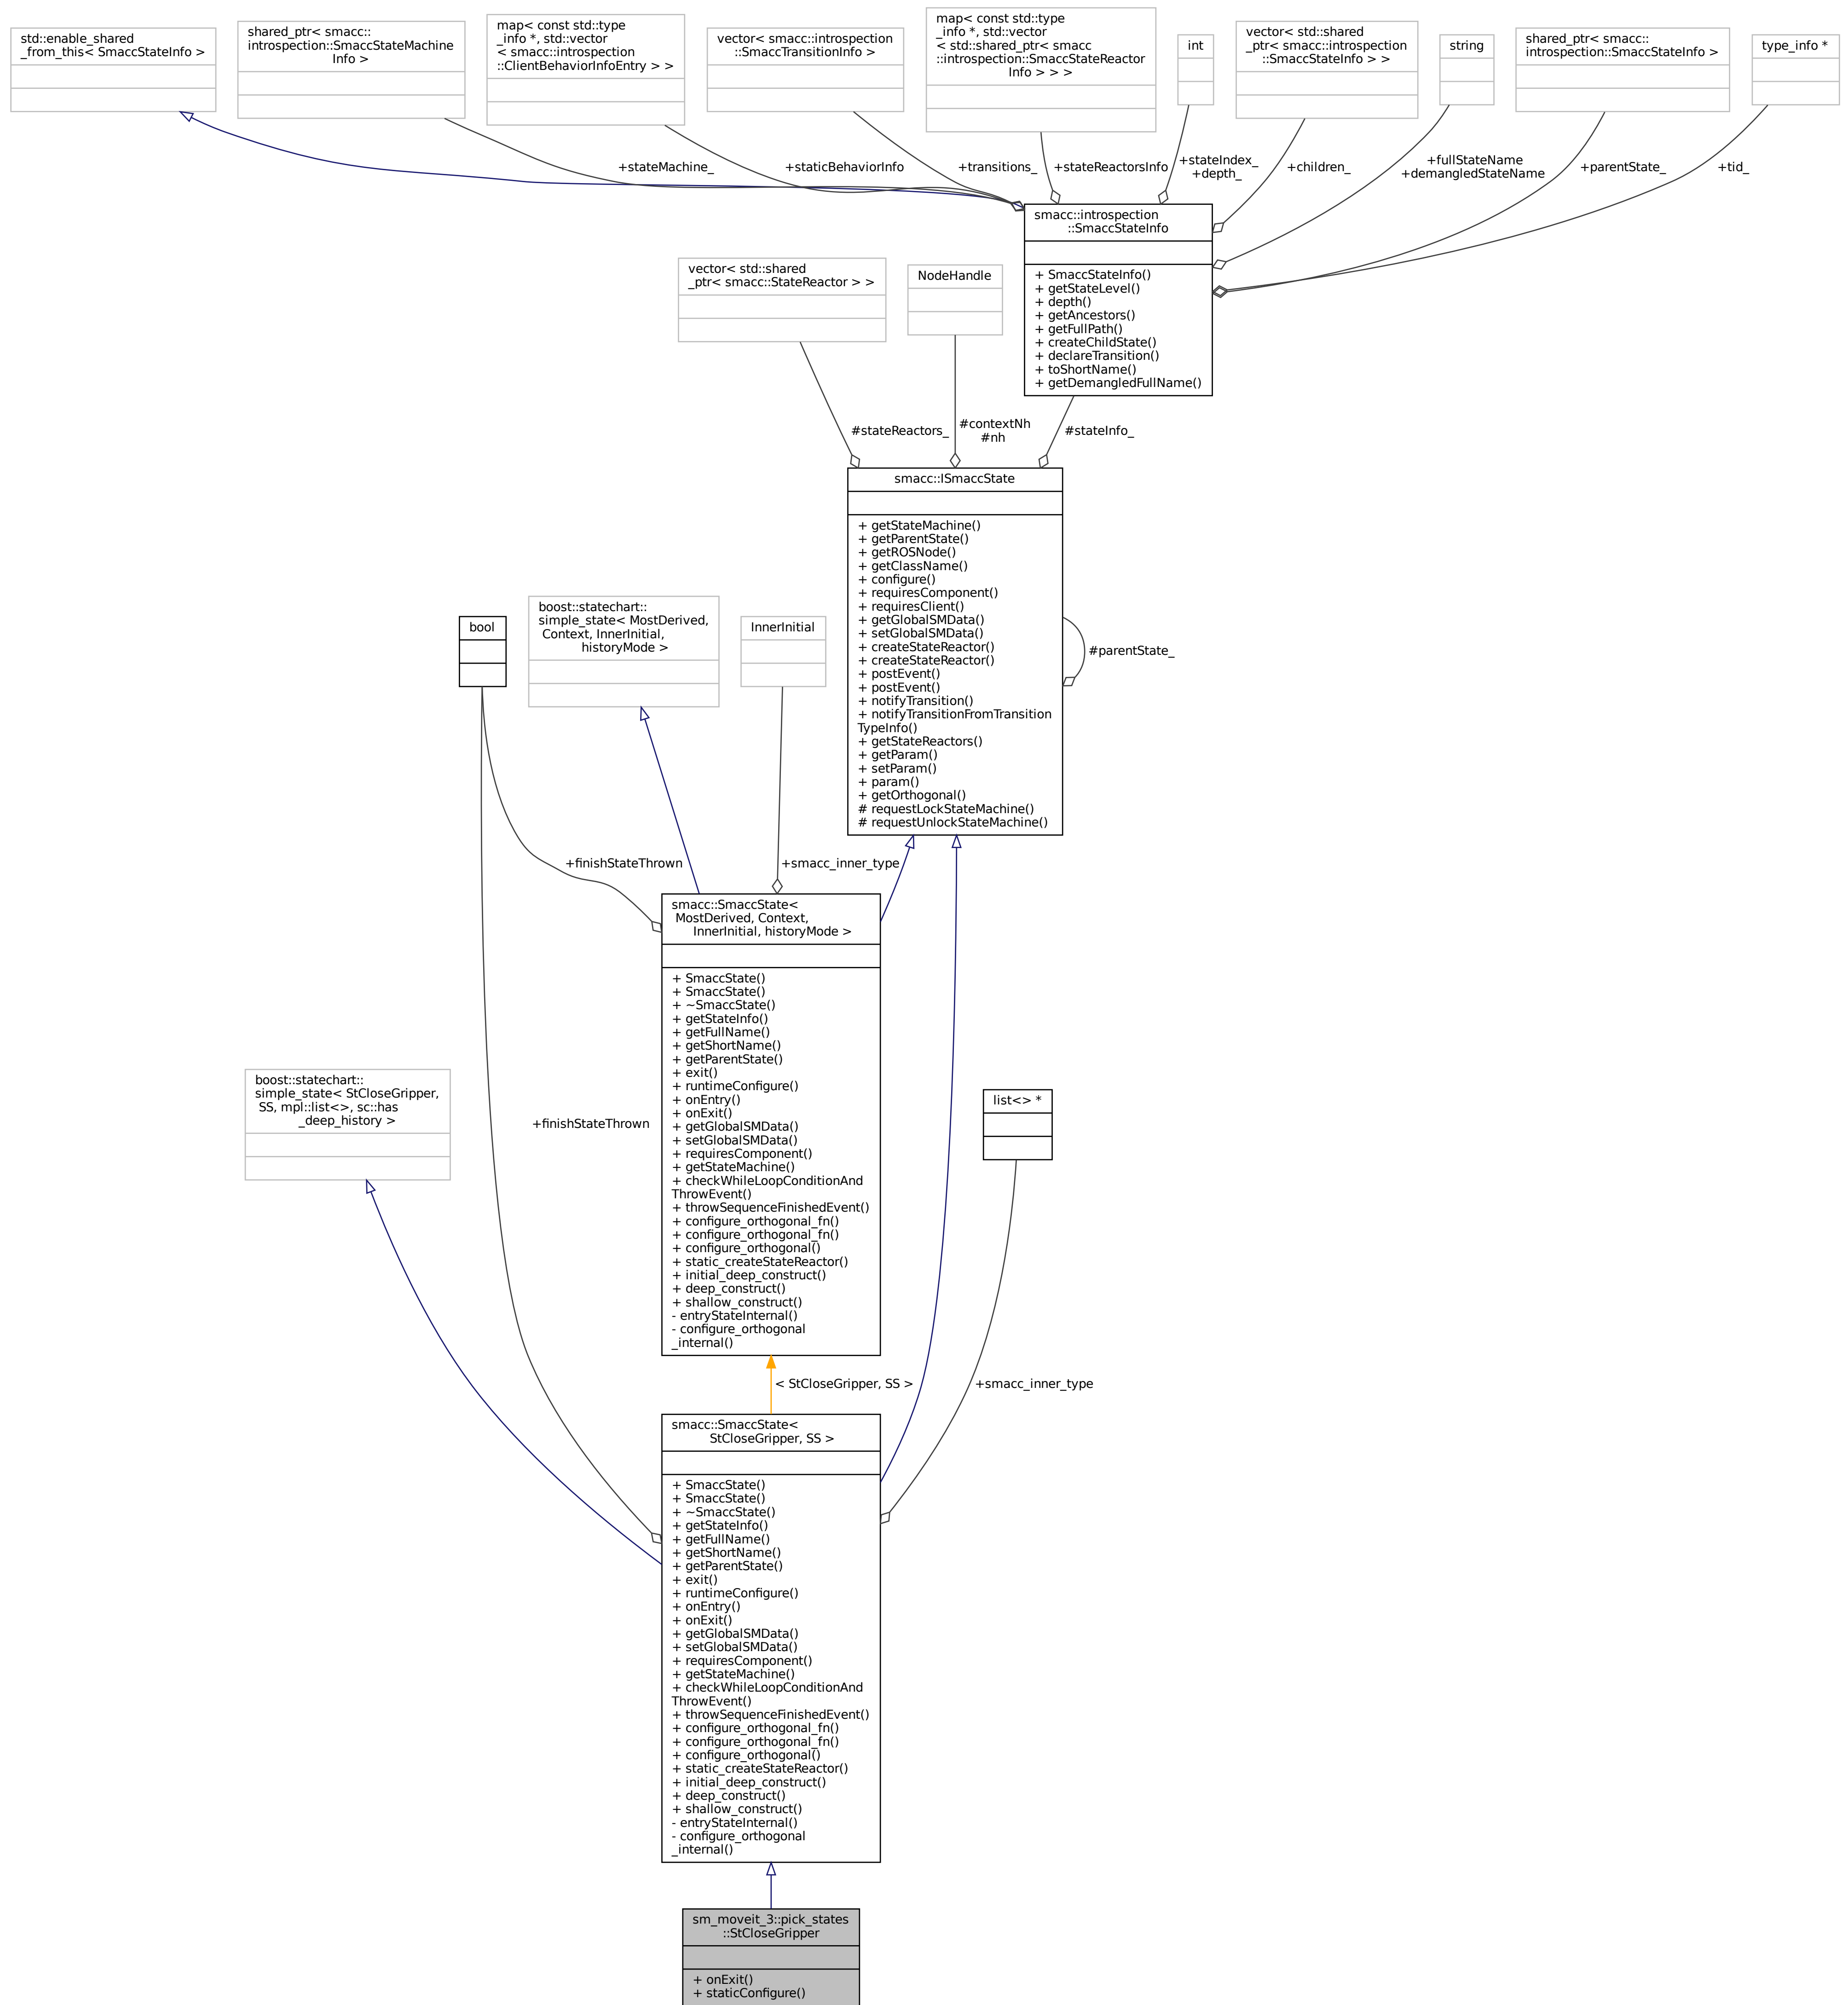 std::enable_shared
_from_this< SmaccStateInfo >
shared_ptr< smacc::
introspection::SmaccStateMachine
Info >
map< const std::type
_info *, std::vector
< smacc::introspection
::ClientBehaviorInfoEntry > >
vector< smacc::introspection
::SmaccTransitionInfo >
map< const std::type
_info *, std::vector
< std::shared_ptr< smacc
::introspection::SmaccStateReactor
Info > > >
int
vector< std::shared
_ptr< smacc::introspection
::SmaccStateInfo > >
string
shared_ptr< smacc::
introspection::SmaccStateInfo >
type_info *
+stateMachine_
+staticBehaviorInfo
+transitions_
+stateReactorsInfo
+stateIndex_
+depth_
+children_
+fullStateName
+demangledStateName
+parentState_
+tid_
smacc::introspection
::SmaccStateInfo
+ SmaccStateInfo()
+ getStateLevel()
+ depth()
+ getAncestors()
+ getFullPath()
+ createChildState()
+ declareTransition()
+ toShortName()
+ getDemangledFullName()
vector< std::shared
_ptr< smacc::StateReactor > >
NodeHandle
#stateReactors_
#contextNh
#nh
#stateInfo_
smacc::ISmaccState
+ getStateMachine()
+ getParentState()
+ getROSNode()
+ getClassName()
+ configure()
+ requiresComponent()
+ requiresClient()
+ getGlobalSMData()
+ setGlobalSMData()
+ createStateReactor()
+ createStateReactor()
+ postEvent()
+ postEvent()
+ notifyTransition()
+ notifyTransitionFromTransition
TypeInfo()
+ getStateReactors()
+ getParam()
+ setParam()
+ param()
+ getOrthogonal()
# requestLockStateMachine()
# requestUnlockStateMachine()
#parentState_
bool
boost::statechart::
simple_state< MostDerived,
Context, InnerInitial,
historyMode >
InnerInitial
+finishStateThrown
+smacc_inner_type
smacc::SmaccState<
MostDerived, Context,
InnerInitial, historyMode >
+ SmaccState()
+ SmaccState()
+ ~SmaccState()
+ getStateInfo()
+ getFullName()
+ getShortName()
+ getParentState()
+ exit()
+ runtimeConfigure()
+ onEntry()
+ onExit()
+ getGlobalSMData()
+ setGlobalSMData()
+ requiresComponent()
+ getStateMachine()
+ checkWhileLoopConditionAnd
ThrowEvent()
+ throwSequenceFinishedEvent()
+ configure_orthogonal_fn()
+ configure_orthogonal_fn()
+ configure_orthogonal()
+ static_createStateReactor()
+ initial_deep_construct()
+ deep_construct()
+ shallow_construct()
- entryStateInternal()
- configure_orthogonal
_internal()
boost::statechart::
simple_state< StCloseGripper,
SS, mpl::list<>, sc::has
_deep_history >
+finishStateThrown
list<> *
< StCloseGripper, SS >
+smacc_inner_type
smacc::SmaccState<
StCloseGripper, SS >
+ SmaccState()
+ SmaccState()
+ ~SmaccState()
+ getStateInfo()
+ getFullName()
+ getShortName()
+ getParentState()
+ exit()
+ runtimeConfigure()
+ onEntry()
+ onExit()
+ getGlobalSMData()
+ setGlobalSMData()
+ requiresComponent()
+ getStateMachine()
+ checkWhileLoopConditionAnd
ThrowEvent()
+ throwSequenceFinishedEvent()
+ configure_orthogonal_fn()
+ configure_orthogonal_fn()
+ configure_orthogonal()
+ static_createStateReactor()
+ initial_deep_construct()
+ deep_construct()
+ shallow_construct()
- entryStateInternal()
- configure_orthogonal
_internal()
sm_moveit_3::pick_states
::StCloseGripper
+ onExit()
+ staticConfigure()